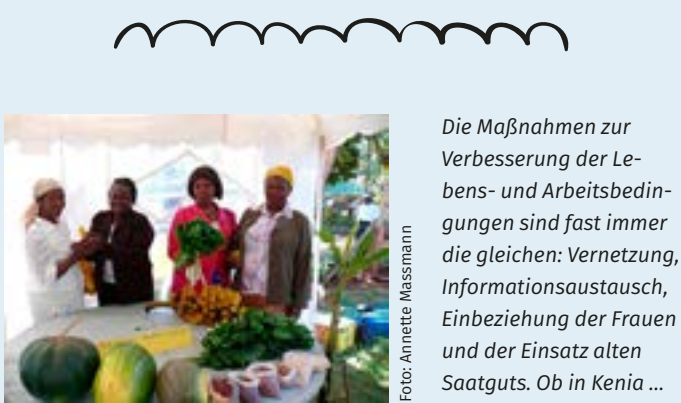 Foto: Annette Massmann
Die Maßnahmen zur
Verbesserung der Le-
bens- und Arbeitsbedin-
gungen sind fast immer
die gleichen: Vernetzung,
Informationsaustausch,
Einbeziehung der Frauen
und der Einsatz alten
Saatguts. Ob in Kenia ...